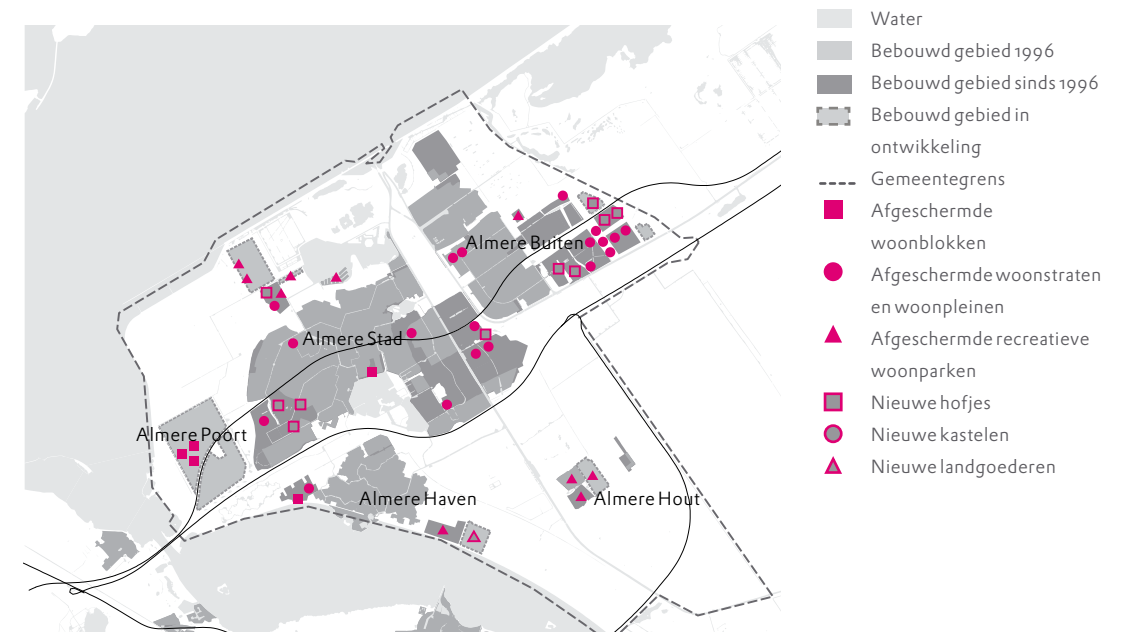 Almere Buiten
Almere Stad
Almere Poort
Almere Haven
Almere Hout
Water
Bebouwd gebied 1996
Bebouwd gebied sinds 1996
Bebouwd gebied in
ontwikkeling
Gemeentegrens
Afgeschermde
woonblokken
Afgeschermde woonstraten
en woonpleinen
Afgeschermde recreatieve
woonparken
Nieuwe hofjes
Nieuwe kastelen
Nieuwe landgoederen